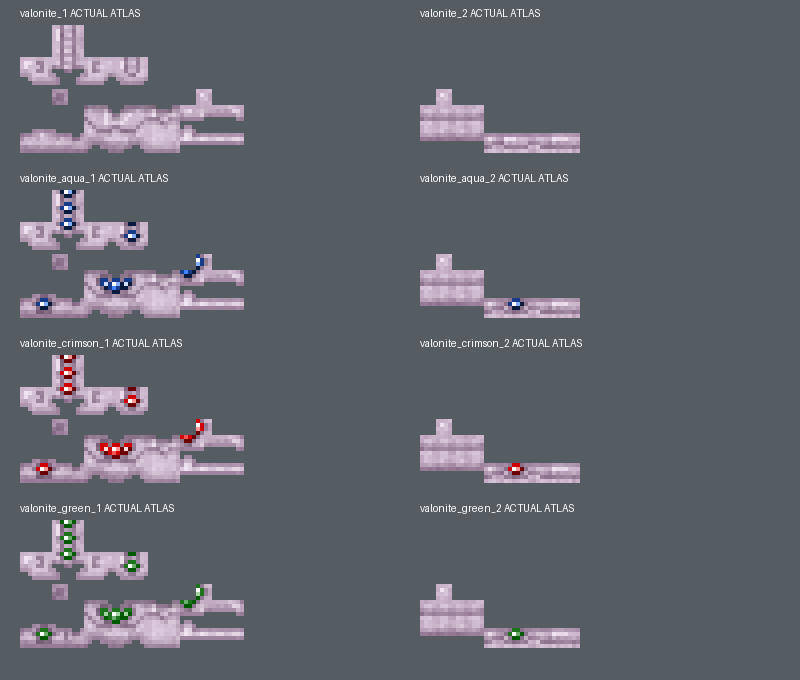 valonite_1 ACTUAL ATLAS
valonite_2 ACTUAL ATLAS
valonite_aqua_1 ACTUAL ATLAS
valonite_aqua_2 ACTUAL ATLAS
valonite_crimson_1 ACTUAL ATLAS
valonite_crimson_2 ACTUAL ATLAS
valonite_green_1 ACTUAL ATLAS
valonite_green_2 ACTUAL ATLAS